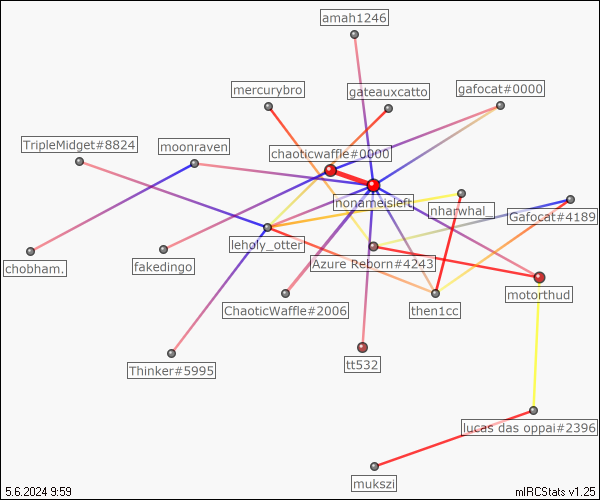 amah1246
mercurybro
gateauxcatto
gafocat#0000
TripleMidget#8824
moonraven
chaoticwaffle#0000
nonameisleft
nharwhal_
Gafocat#4189
leholy_otter
chobham.
fakedingo
Azure Reborn#4243
motorthud
ChaoticWaffle#2006
then1cc
Thinker#5995
tt532
lucas das oppai#2396
mukszi
5.6.2024 9:59
mIRCStats v1.25